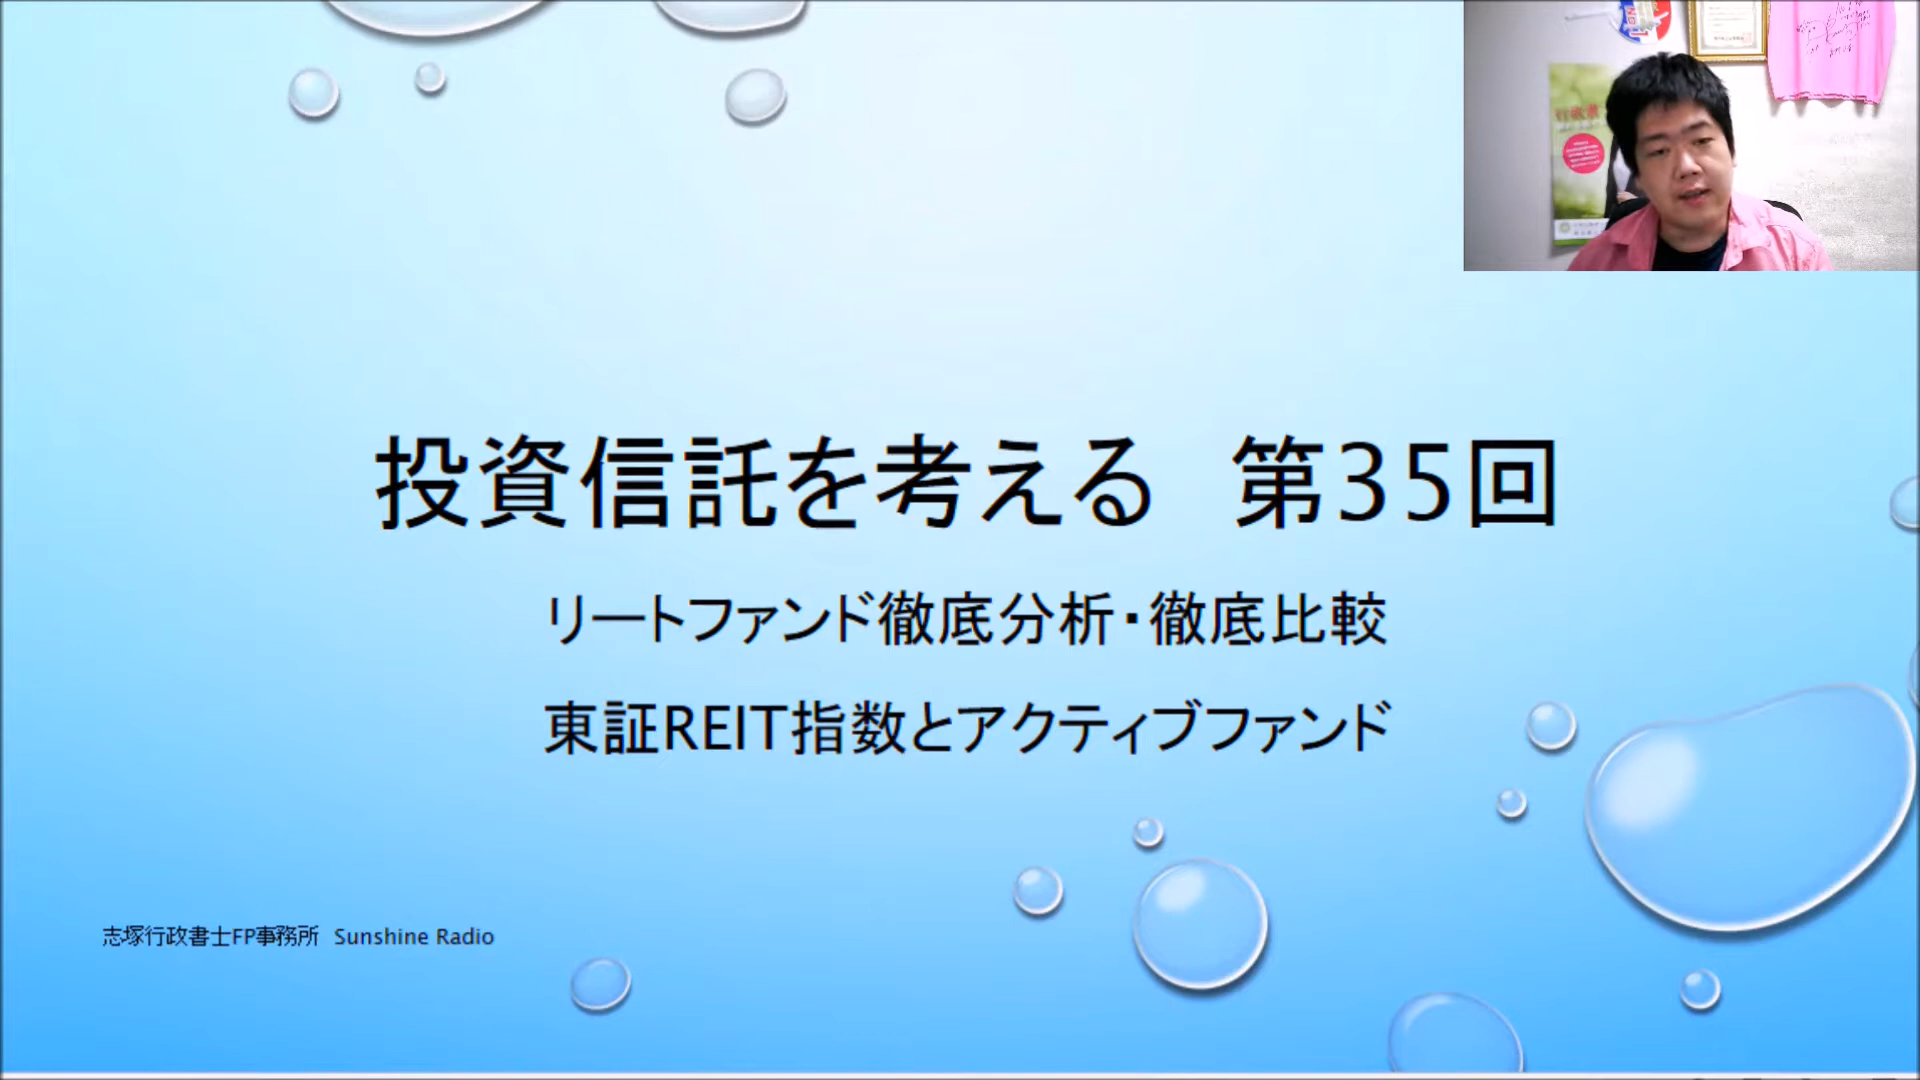 投資信託を考える　第35回
リートファンド徹底分析・徹底比較
東証REIT指数とアクティブファンド
志塚行政書士FP事務所　Sunshine Radio